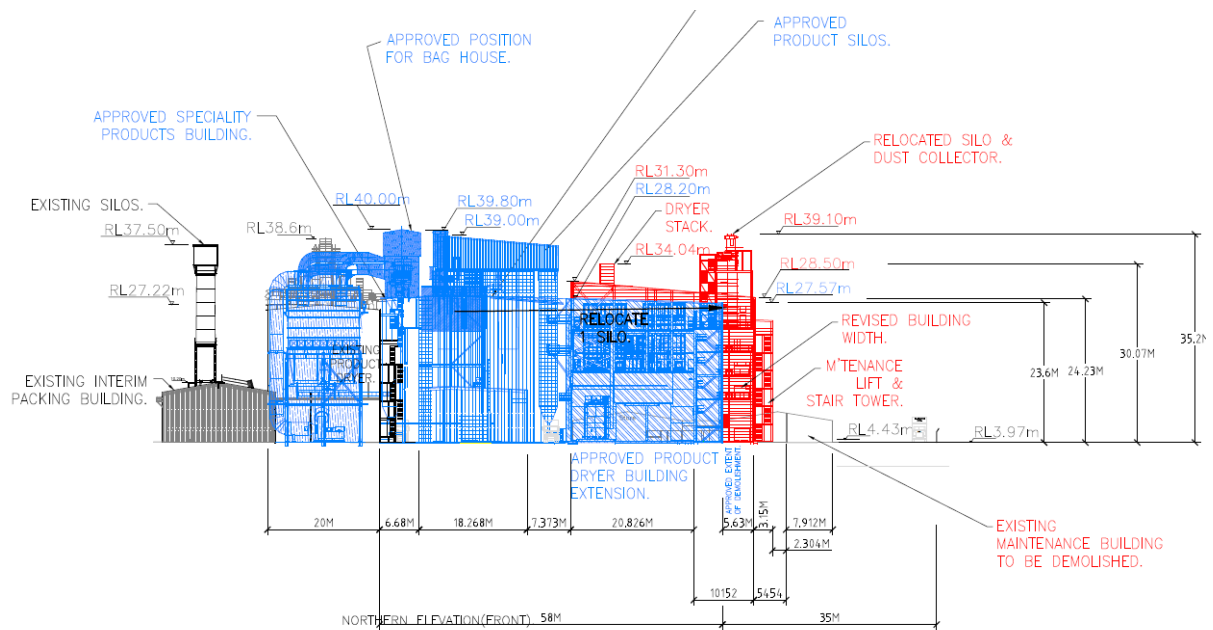 APPROVED POSITION
FOR BAG HOUSE.
APPROVED
PRODUCT SILOS.
APPROVED SPECIALITY
PRODUCTS BUILDING.
RELOCATED SILO &
DUST COLLECTOR.
RL31.30m
RL28.20m
DRYER
STACK.
RL34.04m
RL40.00m
RL39.80m
RL39.00m
EXISTING SILOS.
RL37.50m
RL38.6m
RL39.10m
RL27.22m
RL28.50m
RL27.57m
RELOCATE
1 SILO.
REVISED BUILDING
WIDTH.
EXISTING
PRODUCT
DRYER.
M'TENANCE
LIFT &
STAIR TOWER.
EXISTING INTERIM
PACKING BUILDING.
23.6M
24.23M
30.07M
35.2M
RL4.43m
RL3.97m
APPROVED PRODUCT
DRYER BUILDING
EXTENSION.
APPROVED EXTENT
OF DEMOLISHMENT.
20M
6.68M
18.268M
7.373M
20.826M
5.63M
3.15M
7.912M
2.304M
EXISTING
MAINTENANCE BUILDING
TO BE DEMOLISHED.
10152
5454
NORTHERN ELEVATION(FRONT).
58M
35M